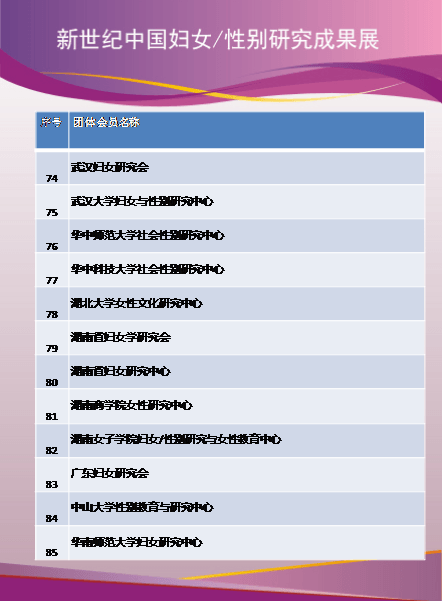 新世纪中国妇女/性别研究成果展
序号 团体会员名称
74 武汉妇女研究会
75 武汉大学妇女与性别研究中心
76 华中师范大学社会性别研究中心
77 华中科技大学社会性别研究中心
78 湖北大学女性文化研究中心
79 湖南省妇女学研究会
80 湖南省妇女研究中心
81 湖南商学院女性研究中心
82 湖南女子学院妇女/性别研究与女性教育中心
83 广东妇女研究会
84 中山大学性别教育与研究中心
85 华南师范大学妇女研究中心